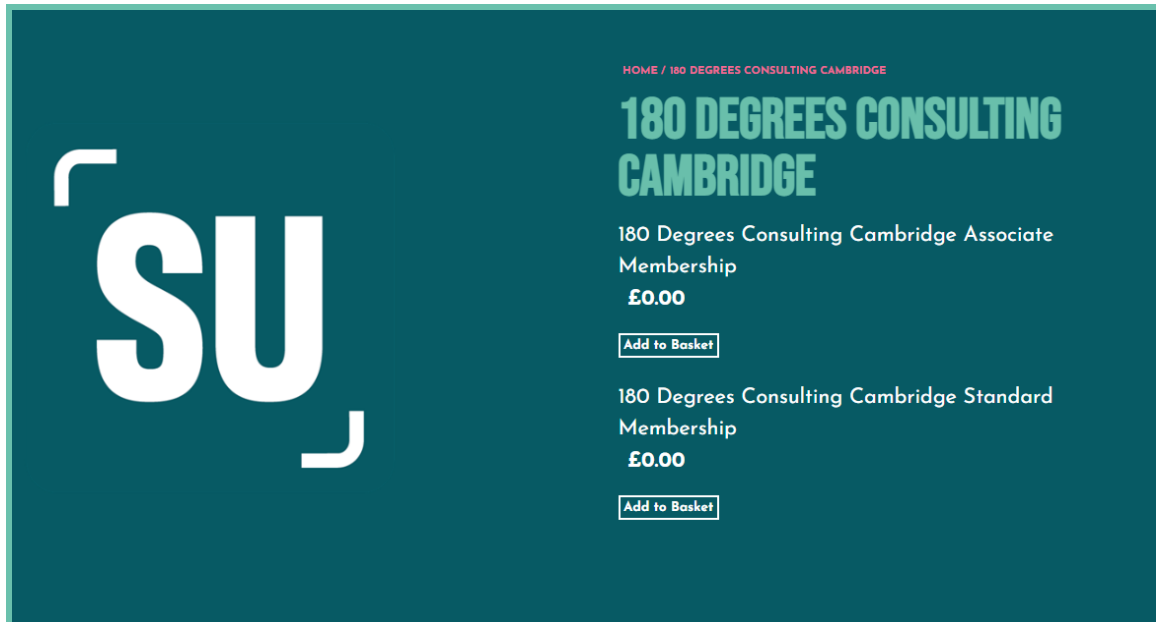 SU
HOME / 180 DEGREES CONSULTING CAMBRIDGE
180 DEGREES CONSULTING
CAMBRIDGE
180 Degrees Consulting Cambridge Associate
Membership
£0.00
Add to Basket
180 Degrees Consulting Cambridge Standard
Membership
£0.00
Add to Basket